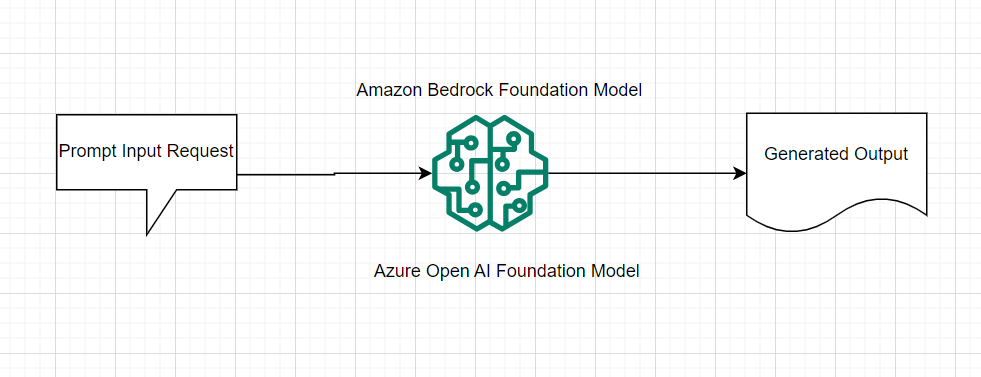 Amazon Bedrock Foundation Model
Prompt Input Request
Generated Output
Azure Open AI Foundation Model